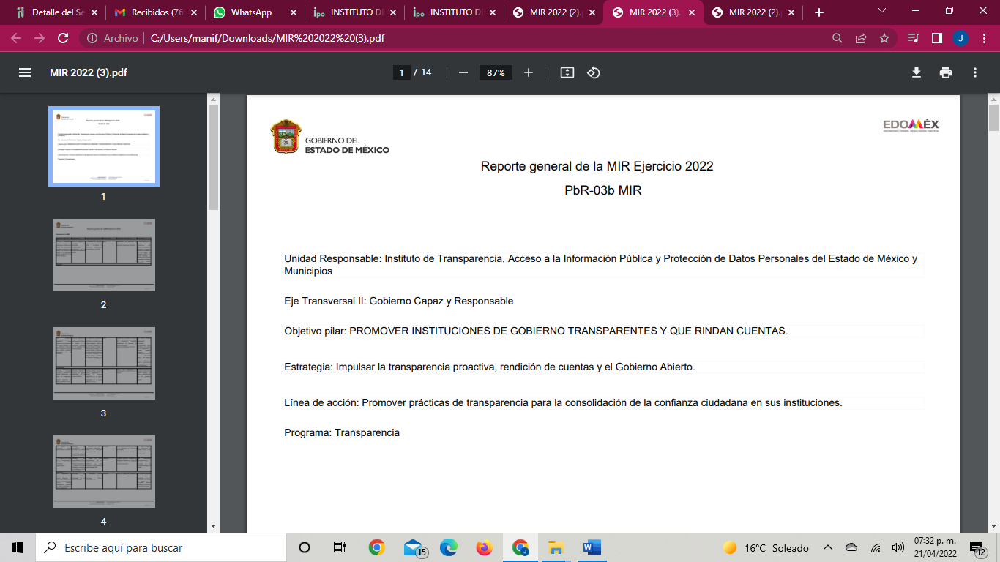 Detalle del Se
Recibidos (76
WhatsApp
INSTITUTO D
INSTITUTO D
MIR 2022 (2).
MIR 2022 (3).
MIR 2022 (2).
Archivo
C:/Users/manif/Downloads/MIR%202022%20(3).pdf
J
MIR 2022 (3).pdf
1 / 14
87%
GOBIERNO DEL
ESTADO DE MÉXICO
EDOMÉX
Reporte general de la MIR Ejercicio 2022
PbR-03b MIR
Unidad Responsable: Instituto de Transparencia, Acceso a la Información Pública y Protección de Datos Personales del Estado de México y
Municipios
Eje Transversal II: Gobierno Capaz y Responsable
Objetivo pilar: PROMOVER INSTITUCIONES DE GOBIERNO TRANSPARENTES Y QUE RINDAN CUENTAS.
Estrategia: Impulsar la transparencia proactiva, rendición de cuentas y el Gobierno Abierto.
Línea de acción: Promover prácticas de transparencia para la consolidación de la confianza ciudadana en sus instituciones.
Programa: Transparencia
1
2
3
4
Escribe aquí para buscar
15
16°C Soleado
07:32 p. m.
21/04/2022
12